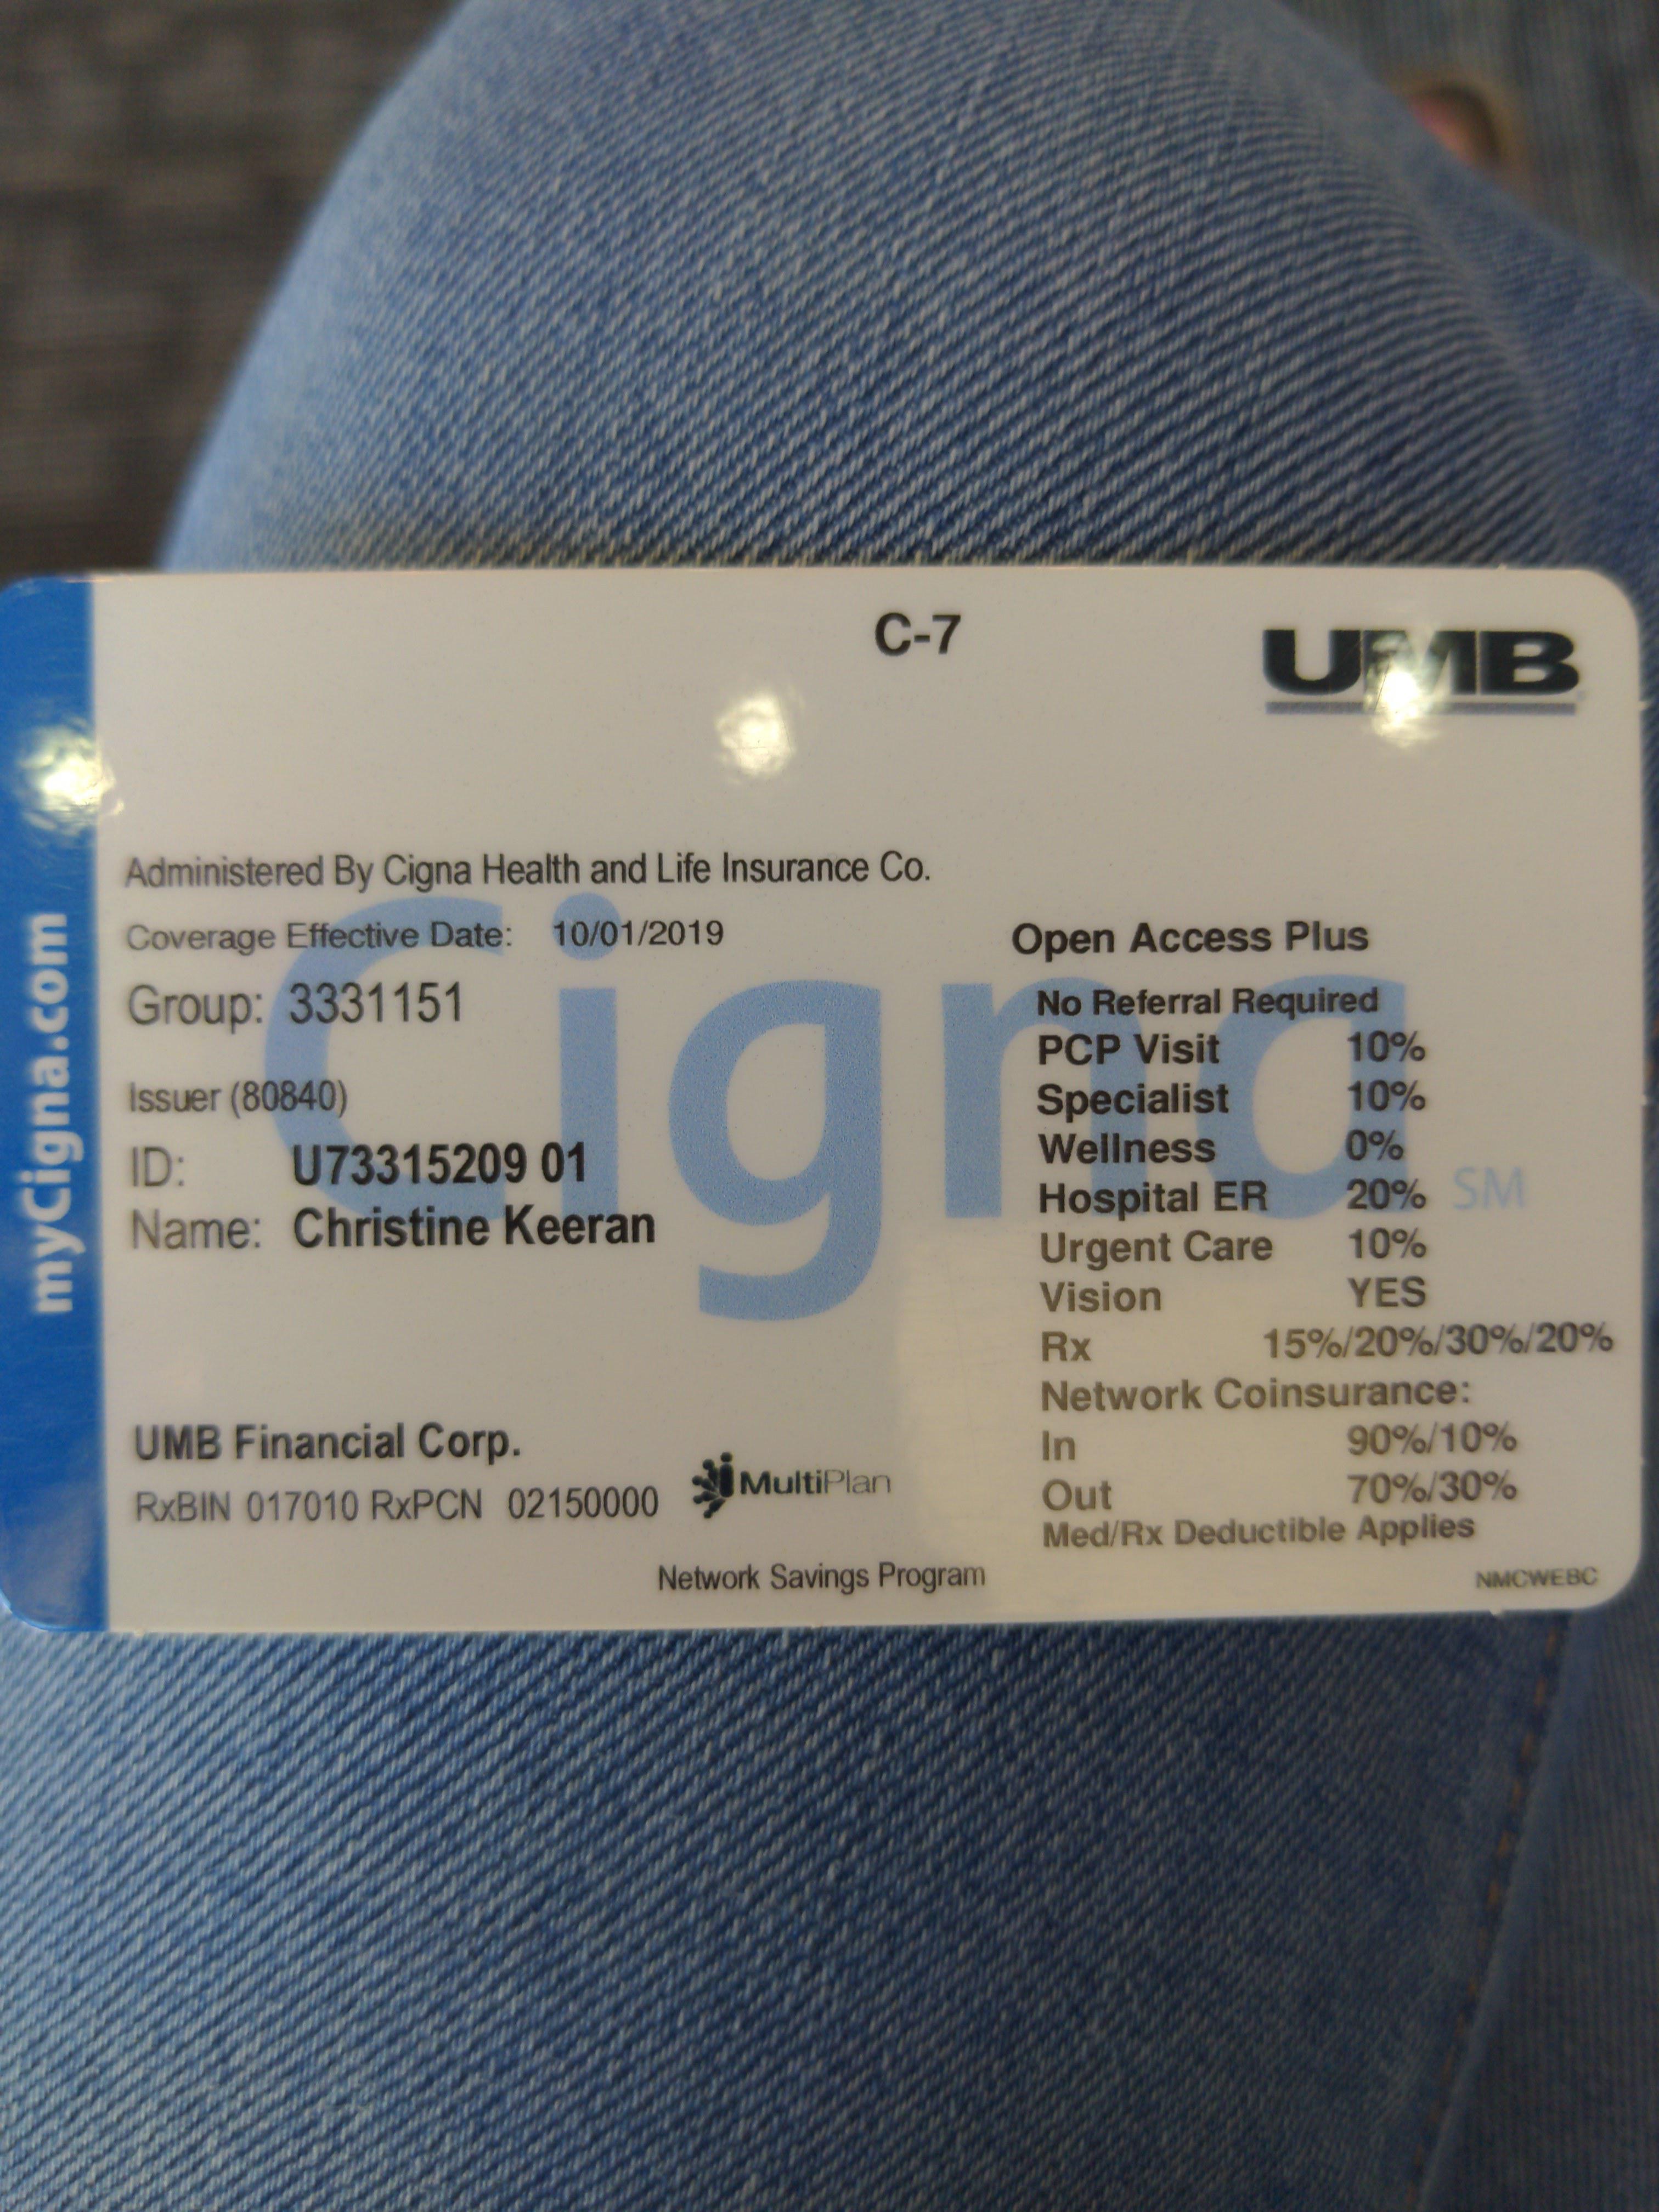 C-7
UMB
myCigna.com
Cigna SM
Administered By Cigna Health and Life Insurance Co.
Coverage Effective Date: 10/01/2019
Group: 3331151
Issuer (80840)
ID: U73315209 01
Name: Christine Keeran
UMB Financial Corp.
RxBIN 017010 RxPCN 02150000
MultiPlan
Network Savings Program
Open Access Plus
No Referral Required
PCP Visit 10%
Specialist 10%
Wellness 0%
Hospital ER 20%
Urgent Care 10%
Vision YES
Rx 15%/20%/30%/20%
Network Coinsurance:
In 90%/10%
Out 70%/30%
Med/Rx Deductible Applies
NMCWEBC